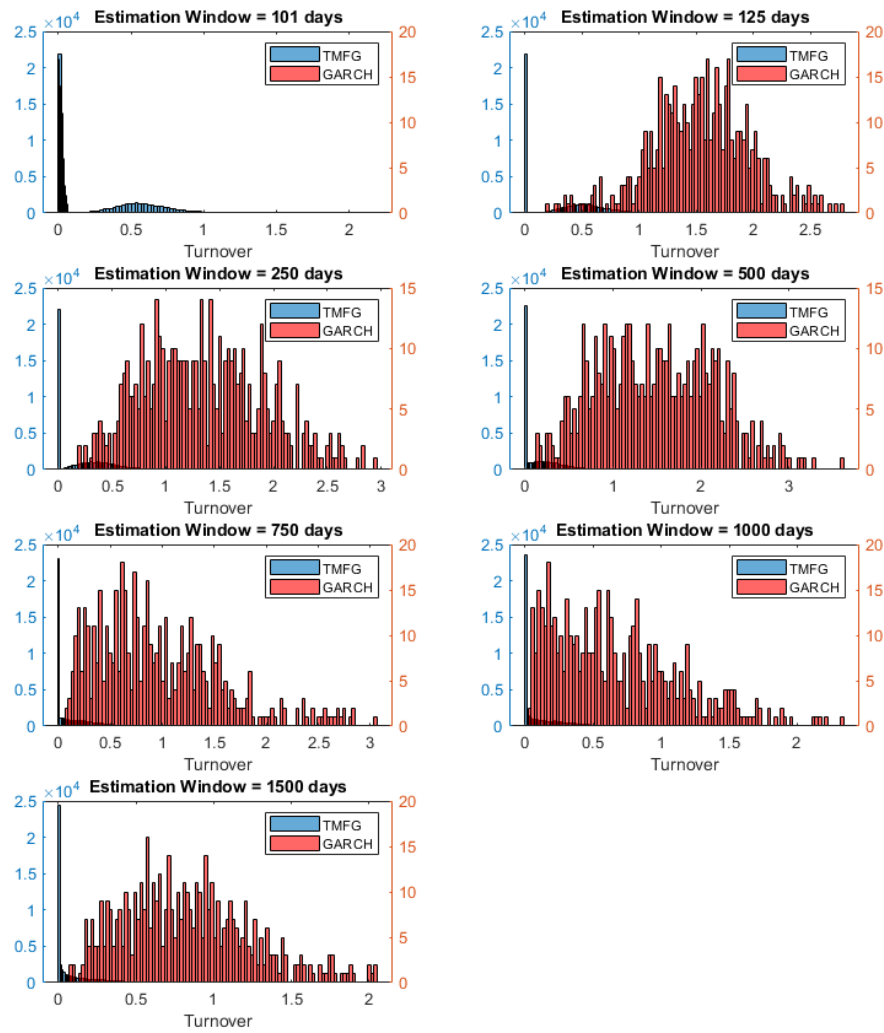 Estimation Window = 101 days
×10⁴
2.5
2
1.5
1
0.5
0
20
15
10
5
0
TMFG
GARCH
0 0.5 1 1.5 2
Turnover
Estimation Window = 125 days
×10⁴
2.5
2
1.5
1
0.5
0
20
15
10
5
0
TMFG
GARCH
0 0.5 1 1.5 2 2.5
Turnover
Estimation Window = 250 days
×10⁴
2.5
2
1.5
1
0.5
0
15
10
5
0
TMFG
GARCH
0 0.5 1 1.5 2 2.5 3
Turnover
Estimation Window = 500 days
×10⁴
2.5
2
1.5
1
0.5
0
15
10
5
0
TMFG
GARCH
0 1 2 3
Turnover
Estimation Window = 750 days
×10⁴
2.5
2
1.5
1
0.5
0
20
15
10
5
0
TMFG
GARCH
0 0.5 1 1.5 2 2.5 3
Turnover
Estimation Window = 1000 days
×10⁴
2.5
2
1.5
1
0.5
0
20
15
10
5
0
TMFG
GARCH
0 0.5 1 1.5 2
Turnover
Estimation Window = 1500 days
×10⁴
2.5
2
1.5
1
0.5
0
20
15
10
5
0
TMFG
GARCH
0 0.5 1 1.5 2
Turnover